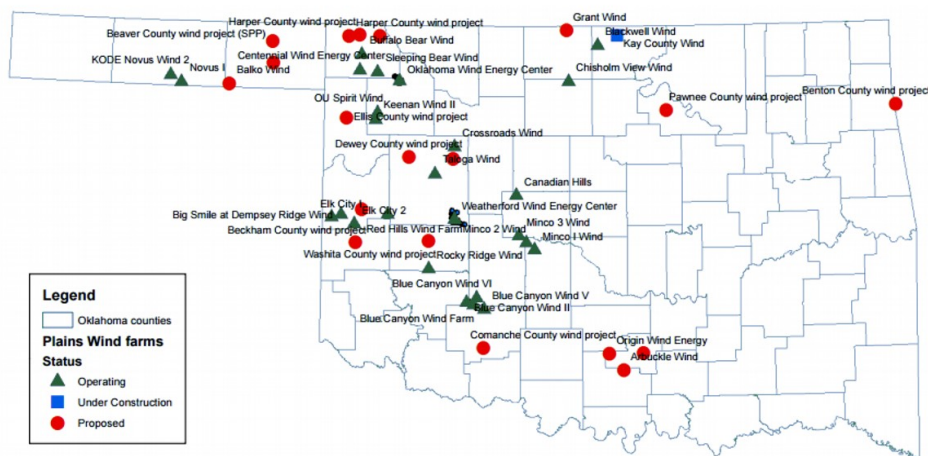 Harper County wind project
Harper County wind project
Grant Wind
Beaver County wind project (SPP)
Buffalo Bear Wind
Blackwell Wind
Kay County Wind
Centennial Wind Energy Center
Sleeping Bear Wind
KODE Novus Wind 2
Novus I
Balko Wind
Oklahoma Wind Energy Center
Chisholm View Wind
Benton County wind project
OU Spirit Wind
Keenan Wind II
Pawnee County wind project
Ellis County wind project
Crossroads Wind
Dewey County wind project
Taloga Wind
Canadian Hills
Elk City 1
Elk City 2
Weatherford Wind Energy Center
Big Smile at Dempsey Ridge Wind
Minco 3 Wind
Beckham County wind project
Red Hills Wind Farm
Minco 2 Wind
Minco I Wind
Washita County wind project
Rocky Ridge Wind
Blue Canyon Wind VI
Blue Canyon Wind V
Blue Canyon Wind II
Blue Canyon Wind Farm
Comanche County wind project
Origin Wind Energy
Arbuckle Wind
Legend
Oklahoma counties
Plains Wind farms
Status
Operating
Under Construction
Proposed